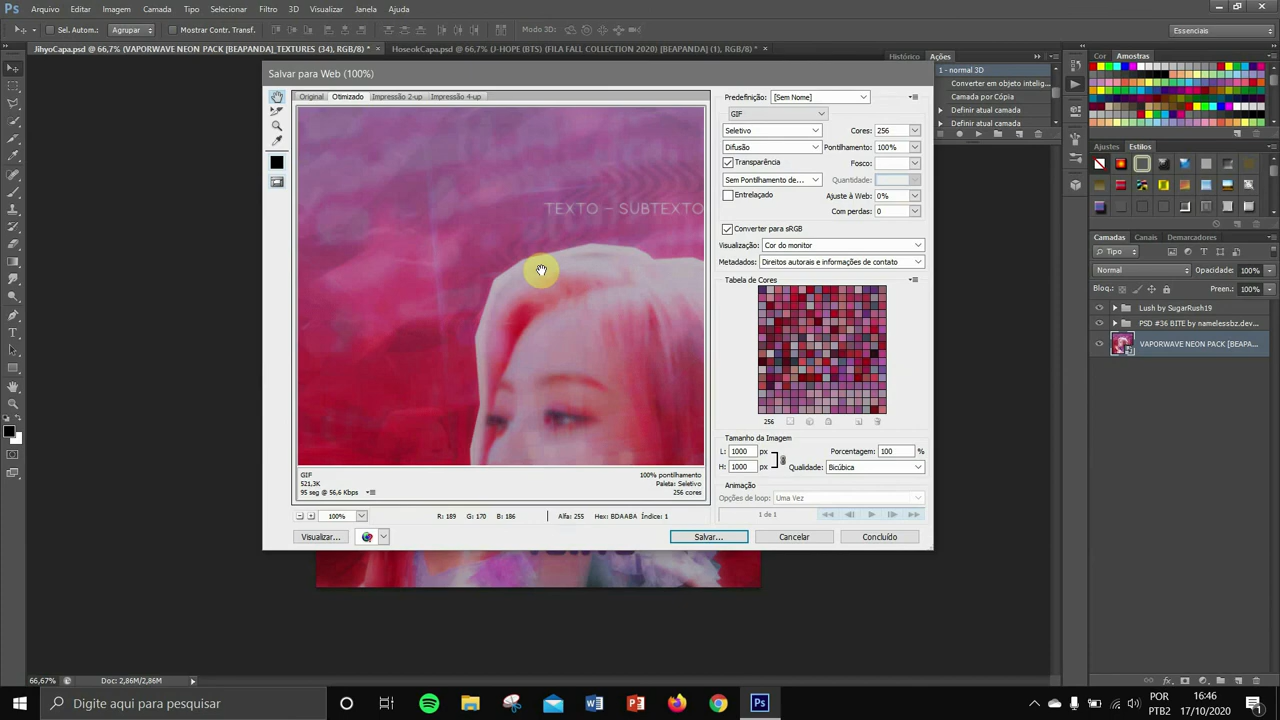 Ps Arquivo Editar Imagem Camada Tipo Selecionar Filtro 3D Visualizar Janela Ajuda
Sel. Autom.: Agrupar Mostrar Contr. Transf. Modo 3D: Essenciais
JihyoCapa.psd @ 66,7% (VAPORWAVE NEON PACK [BEAPANDA]_TEXTURES (34), RGB/8) * × HoseokCapa.psd @ 66,7% (J-HOPE (BTS) (FILA FALL COLLECTION 2020) [BEAPANDA] (1), RGB/8) * ×
Histórico Ações
1 - normal 3D
Converter em objeto intelig...
Camada por Cópia
Definir atual camada
Definir atual camada
Cor Amostras
Ajustes Estilos
Camadas Canais Demarcadores
Tipo
Normal Opacidade: 100%
Bloq.: Preen.: 100%
Lush by SugarRush19
PSD #36 BITE by namelessbz.dev...
VAPORWAVE NEON PACK [BEAPA...
Salvar para Web (100%)
Original Otimizado Impressão 2-up Impressão 4-up
TEXTO - SUBTEXTO
GIF
521,3K
95 seg @ 56,6 Kbps
100% pontilhamento
Paleta: Seletivo
256 cores
100% R: 189 G: 170 B: 186 Alfa: 255 Hex: BDAABA Índice: 1
Visualizar... Salvar... Cancelar Concluído
Predefinição: [Sem Nome]
GIF
Seletivo Cores: 256
Difusão Pontilhamento: 100%
Transparência Fosco:
Sem Pontilhamento de... Quantidade:
Entrelaçado Ajuste à Web: 0%
Com perdas: 0
Converter para sRGB
Visualização: Cor do monitor
Metadados: Direitos autorais e informações de contato
Tabela de Cores
256
Tamanho da Imagem
L: 1000 px Porcentagem: 100 %
H: 1000 px Qualidade: Bicúbica
Animação
Opções de loop: Uma Vez
1 de 1
66,67% Doc: 2,86M/2,86M
Digite aqui para pesquisar
POR
PTB2
16:46
17/10/2020